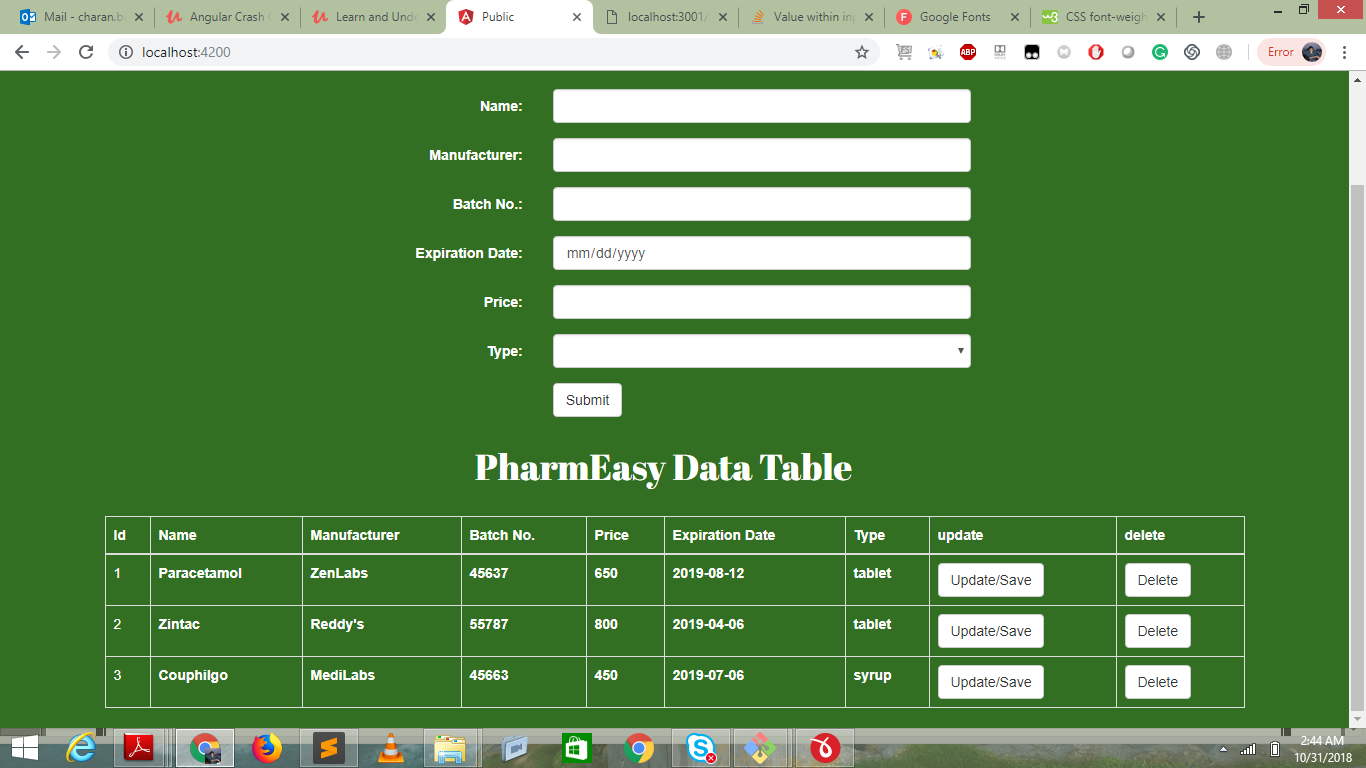 Mail - charan.b
Angular Crash C
Learn and Unde
Public
localhost:3001/
Value within inp
Google Fonts
CSS font-weigh
localhost:4200
ABP
Error
Name:
Manufacturer:
Batch No.:
Expiration Date:
mm/dd/yyyy
Price:
Type:
Submit
PharmEasy Data Table
Id Name Manufacturer Batch No. Price Expiration Date Type update delete
1 Paracetamol ZenLabs 45637 650 2019-08-12 tablet Update/Save Delete
2 Zintac Reddy's 55787 800 2019-04-06 tablet Update/Save Delete
3 Couphilgo MediLabs 45663 450 2019-07-06 syrup Update/Save Delete
2:44 AM
10/31/2018